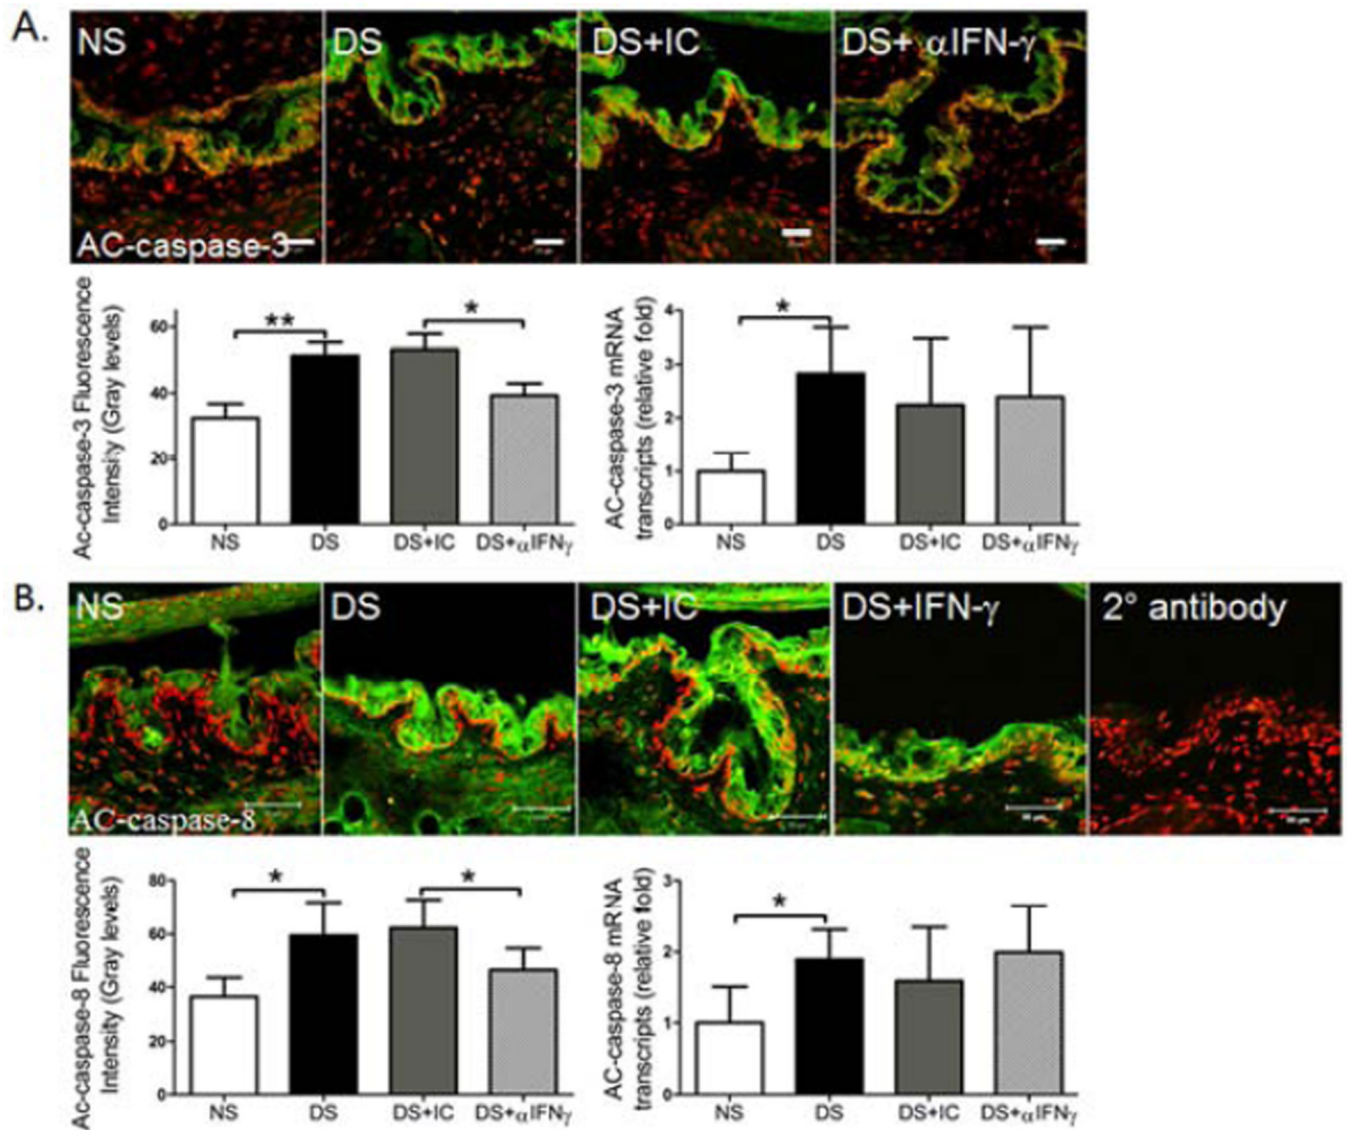 A.
NS
DS
DS+IC
DS+ αIFN-γ
AC-caspase-3
Ac-caspase-3 Fluorescence
Intensity (Gray levels)
60
40
20
0
**
*
NS
DS
DS+IC
DS+αIFNγ
AC-caspase-3 mRNA
transcripts (relative fold)
4
3
2
1
0
*
NS
DS
DS+IC
DS+αIFNγ
B.
NS
DS
DS+IC
DS+IFN-γ
2° antibody
AC-caspase-8
Ac-caspase-8 Fluorescence
Intensity (Gray levels)
80
60
40
20
0
*
*
NS
DS
DS+IC
DS+αIFNγ
AC-caspase-8 mRNA
transcripts (relative fold)
3
2
1
0
*
NS
DS
DS+IC
DS+αIFNγ